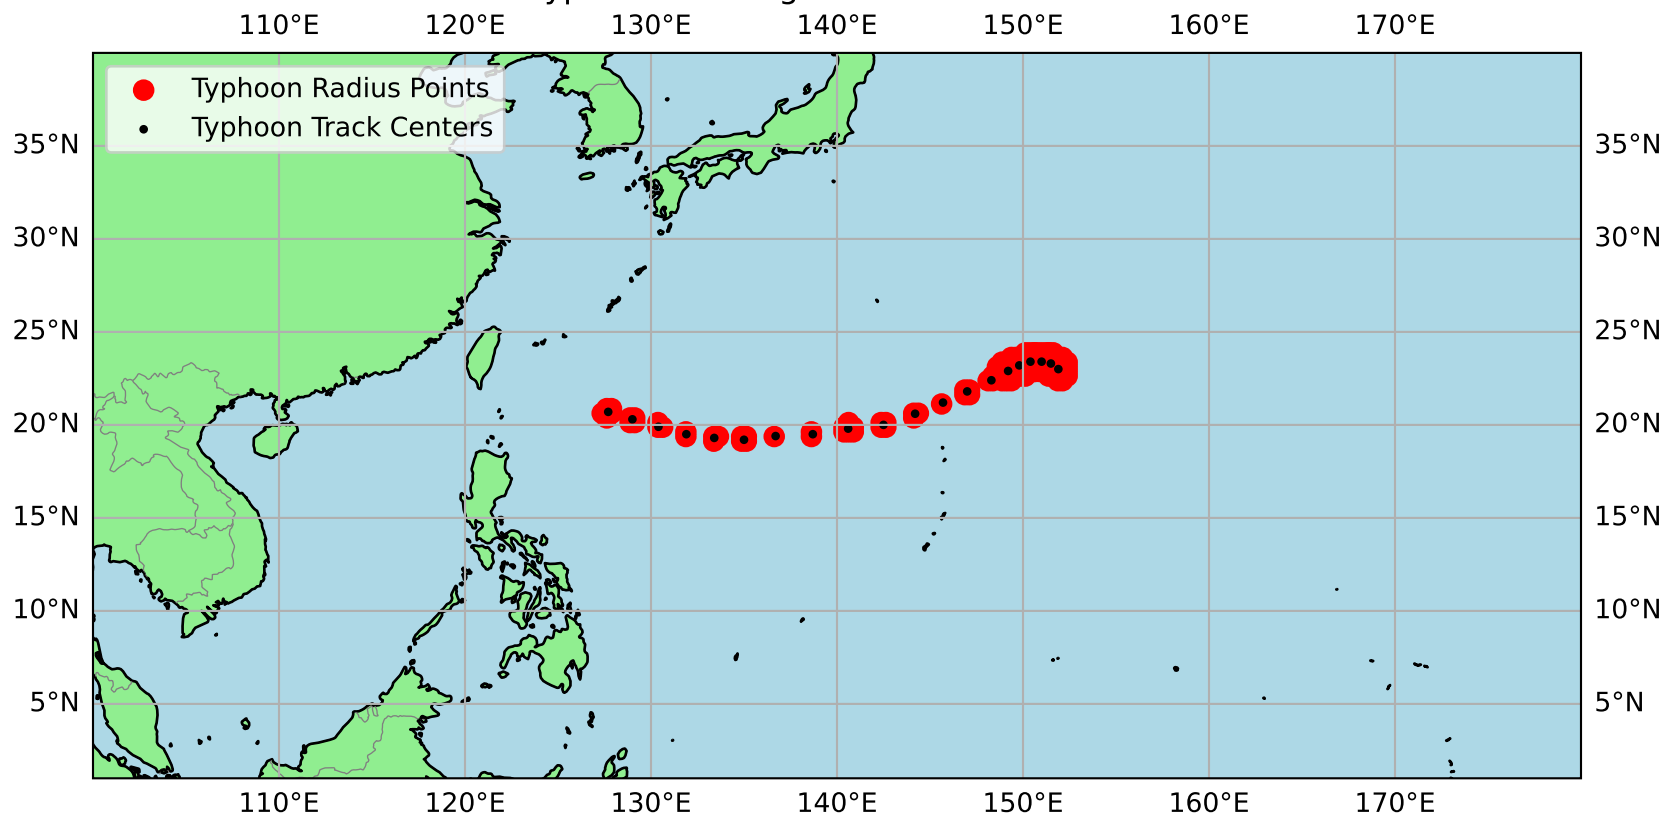 110°E 120°E 130°E 140°E 150°E 160°E 170°E
Typhoon Radius Points
Typhoon Track Centers
35°N 35°N
30°N 30°N
25°N 25°N
20°N 20°N
15°N 15°N
10°N 10°N
5°N 5°N
110°E 120°E 130°E 140°E 150°E 160°E 170°E